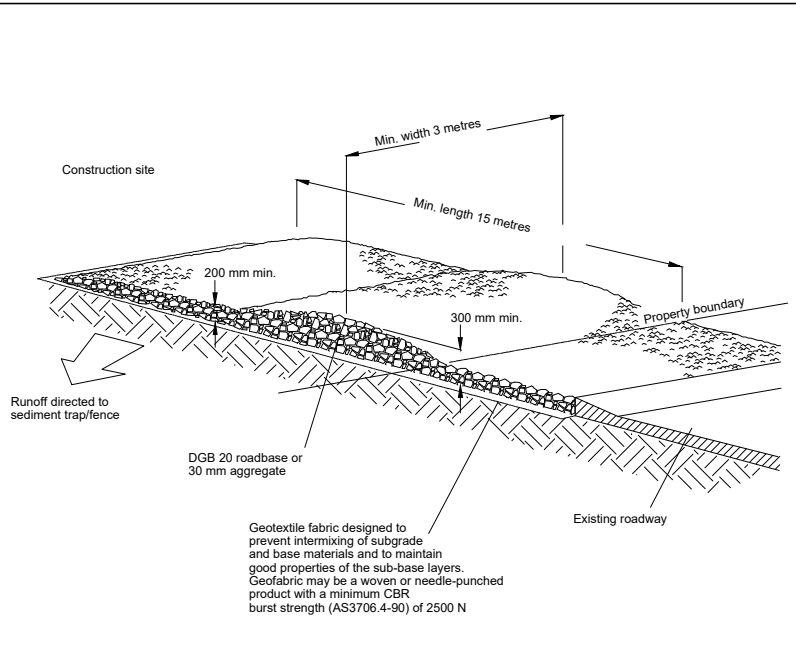 Min. width 3 metres
Construction site
Min. length 15 metres
200 mm min.
Property boundary
300 mm min.
Runoff directed to
sediment trap/fence
DGB 20 roadbase or
30 mm aggregate
Existing roadway
Geotextile fabric designed to
prevent intermixing of subgrade
and base materials and to maintain
good properties of the sub-base layers.
Geofabric may be a woven or needle-punched
product with a minimum CBR
burst strength (AS3706.4-90) of 2500 N